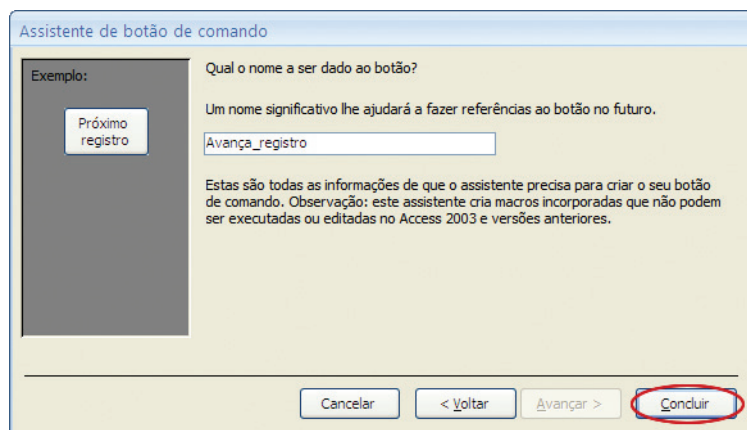 Assistente de botão de comando
Exemplo:
Próximo
registro
Qual o nome a ser dado ao botão?
Um nome significativo lhe ajudará a fazer referências ao botão no futuro.
Avança_registro
Estas são todas as informações de que o assistente precisa para criar o seu botão
de comando. Observação: este assistente cria macros incorporadas que não podem
ser executadas ou editadas no Access 2003 e versões anteriores.
Cancelar
< Voltar
Avançar >
Concluir